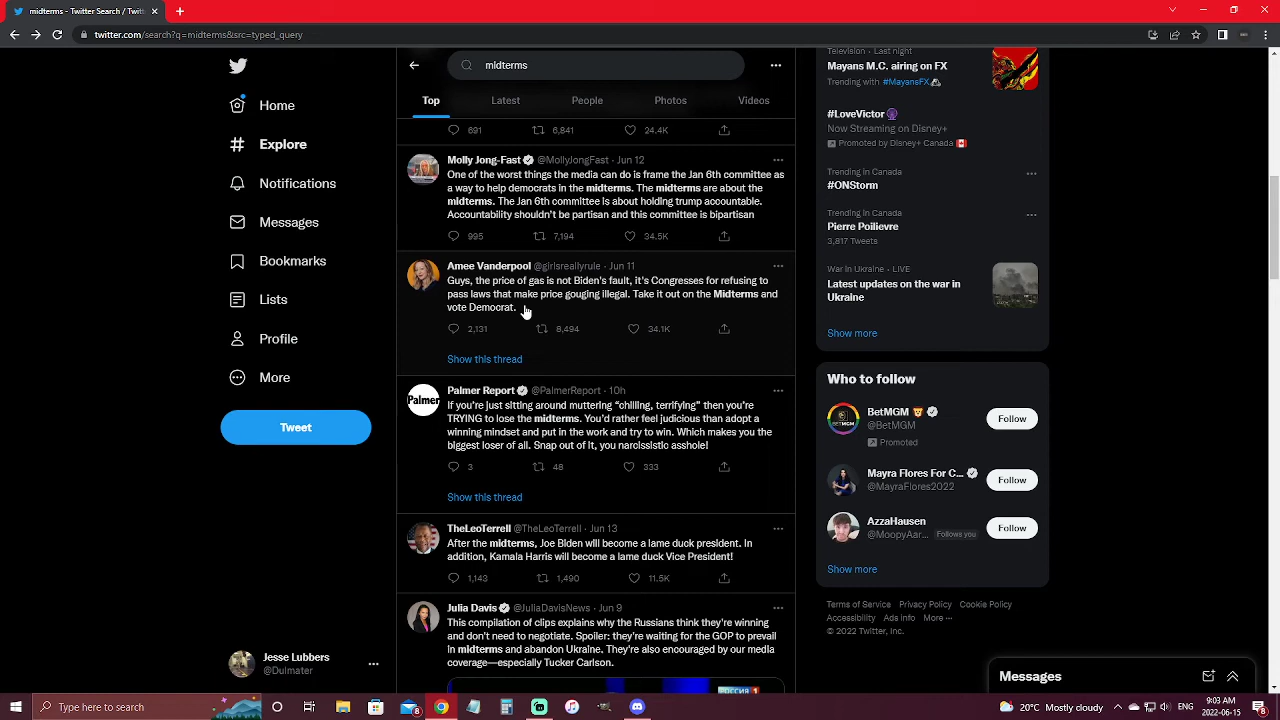 midterms - Twitter Search / Twitt
twitter.com/search?q=midterms&src=typed_query
midterms
Top Latest People Photos Videos
Home
Explore
Notifications
Messages
Bookmarks
Lists
Profile
More
Tweet
Jesse Lubbers
@Dulmater
691 6,841 24.4K
Molly Jong-Fast @MollyJongFast · Jun 12
One of the worst things the media can do is frame the Jan 6th committee as
a way to help democrats in the midterms. The midterms are about the
midterms. The Jan 6th committee is about holding trump accountable.
Accountability shouldn't be partisan and this committee is bipartisan
995 7,194 34.5K
Amee Vanderpool @girlsreallyrule · Jun 11
Guys, the price of gas is not Biden's fault, it's Congresses for refusing to
pass laws that make price gouging illegal. Take it out on the Midterms and
vote Democrat.
2,131 8,494 34.1K
Show this thread
Palmer
Palmer Report @PalmerReport · 10h
If you're just sitting around muttering “chilling, terrifying” then you're
TRYING to lose the midterms. You'd rather feel judicious than adopt a
winning mindset and put in the work and try to win. Which makes you the
biggest loser of all. Snap out of it, you narcissistic asshole!
3 48 333
Show this thread
TheLeoTerrell @TheLeoTerrell · Jun 13
After the midterms, Joe Biden will become a lame duck president. In
addition, Kamala Harris will become a lame duck Vice President!
1,143 1,490 11.5K
Julia Davis @JuliaDavisNews · Jun 9
This compilation of clips explains why the Russians think they're winning
and don't need to negotiate. Spoiler: they're waiting for the GOP to prevail
in midterms and abandon Ukraine. They're also encouraged by our media
coverage—especially Tucker Carlson.
РОССИЯ 1
Television · Last night
Mayans M.C. airing on FX
Trending with #MayansFX
#LoveVictor
Now Streaming on Disney+
Promoted by Disney+ Canada
Trending in Canada
#ONStorm
Trending in Canada
Pierre Poilievre
3,817 Tweets
War in Ukraine · LIVE
Latest updates on the war in
Ukraine
Show more
Who to follow
BetMGM
@BetMGM
Promoted
Follow
Mayra Flores For C...
@MayraFlores2022
Follow
AzzaHausen
@MoopyAar... Follows you
Follow
Show more
Terms of Service Privacy Policy Cookie Policy
Accessibility Ads info More ···
© 2022 Twitter, Inc.
Messages
Type here to search
8
20°C Mostly cloudy
9:03 AM
2022-06-15
8